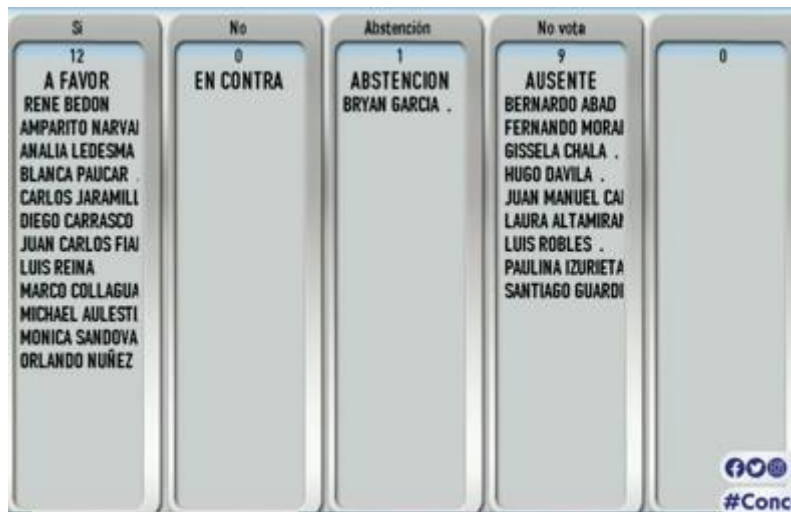 Si
12
A FAVOR
RENE BEDON
AMPARITO NARVAI
ANALIA LEDESMA
BLANCA PAUCAR .
CARLOS JARAMILL
DIEGO CARRASCO
JUAN CARLOS FIAI
LUIS REINA
MARCO COLLAGUA
MICHAEL AULESTI
MONICA SANDOVA
ORLANDO NUÑEZ
No
0
EN CONTRA
Abstención
1
ABSTENCION
BRYAN GARCIA .
No vota
9
AUSENTE
BERNARDO ABAD
FERNANDO MORAI
GISSELA CHALA .
HUGO DAVILA .
JUAN MANUEL CAI
LAURA ALTAMIRAI
LUIS ROBLES .
PAULINA IZURIETA
SANTIAGO GUARDI
0
#Conc